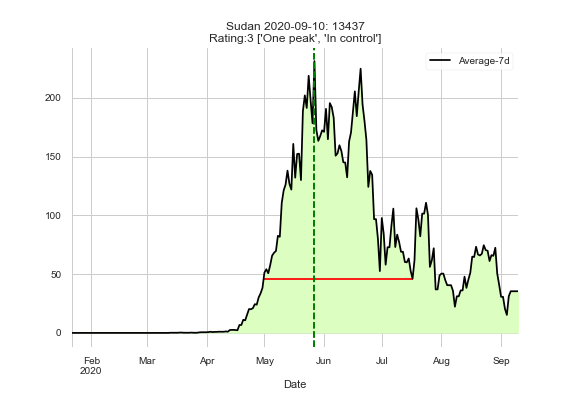 Sudan 2020-09-10: 13437
Rating:3 ['One peak', 'In control']
Average-7d
200
150
100
50
0
Feb
2020
Mar
Apr
May
Jun
Jul
Aug
Sep
Date